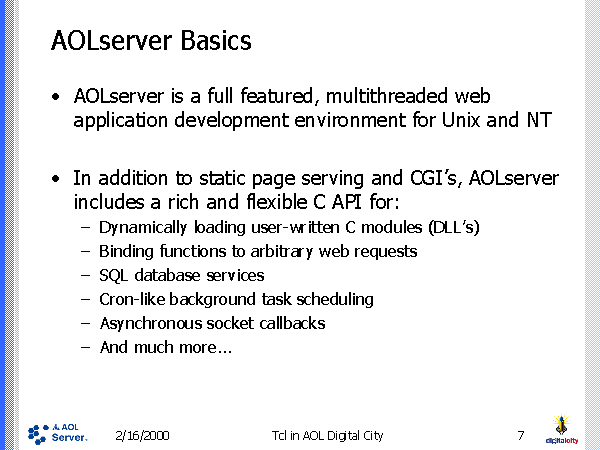 AOLserver Basics
• AOLserver is a full featured, multithreaded web
application development environment for Unix and NT
• In addition to static page serving and CGI’s, AOLserver
includes a rich and flexible C API for:
– Dynamically loading user-written C modules (DLL’s)
– Binding functions to arbitrary web requests
– SQL database services
– Cron-like background task scheduling
– Asynchronous socket callbacks
– And much more…
AOL
Server.
2/16/2000
Tcl in AOL Digital City
7
digitalcity